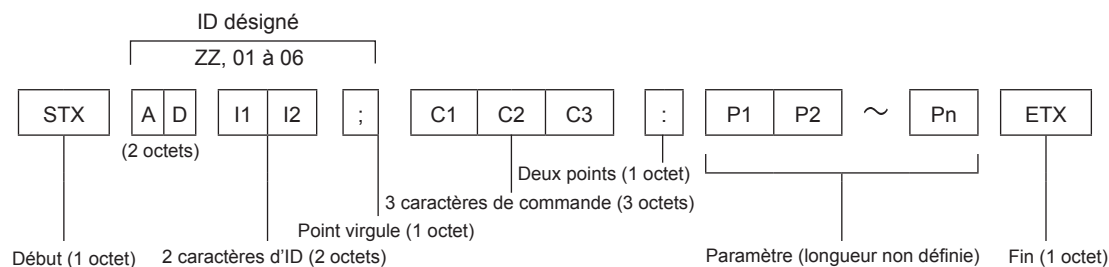 ID désigné
ZZ, 01 à 06
STX A D I1 I2 ; C1 C2 C3 : P1 P2 ～ Pn ETX
(2 octets)
Deux points (1 octet)
3 caractères de commande (3 octets)
Point virgule (1 octet)
Début (1 octet) 2 caractères d'ID (2 octets) Paramètre (longueur non définie) Fin (1 octet)